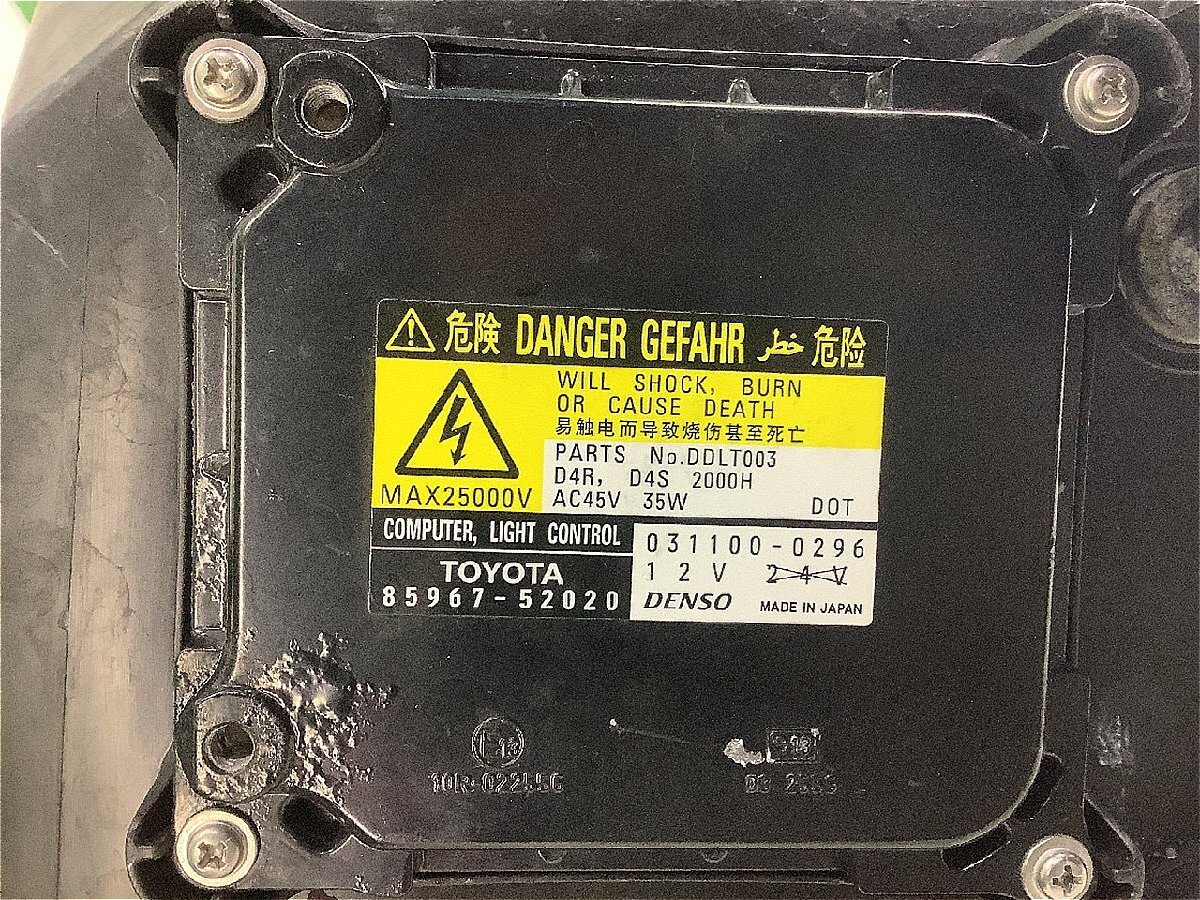 危険 DANGER GEFAHR خطر 危险
WILL SHOCK, BURN
OR CAUSE DEATH
易触电而导致烧伤甚至死亡
MAX25000V
PARTS No.DDLT003
D4R, D4S 2000H
AC45V 35W DOT
COMPUTER, LIGHT CONTROL
TOYOTA
85967-52020
031100-0296
12V 24V
DENSO MADE IN JAPAN
E13